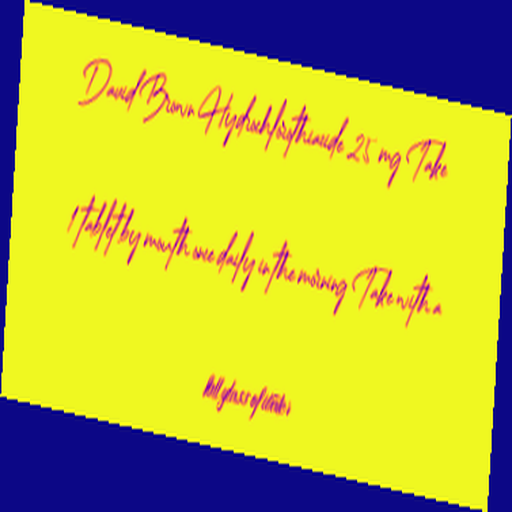 David Brown Hydrochlorothiazide 25 mg Take
1 tablet by mouth once daily in the morning Take with a
full glass of water